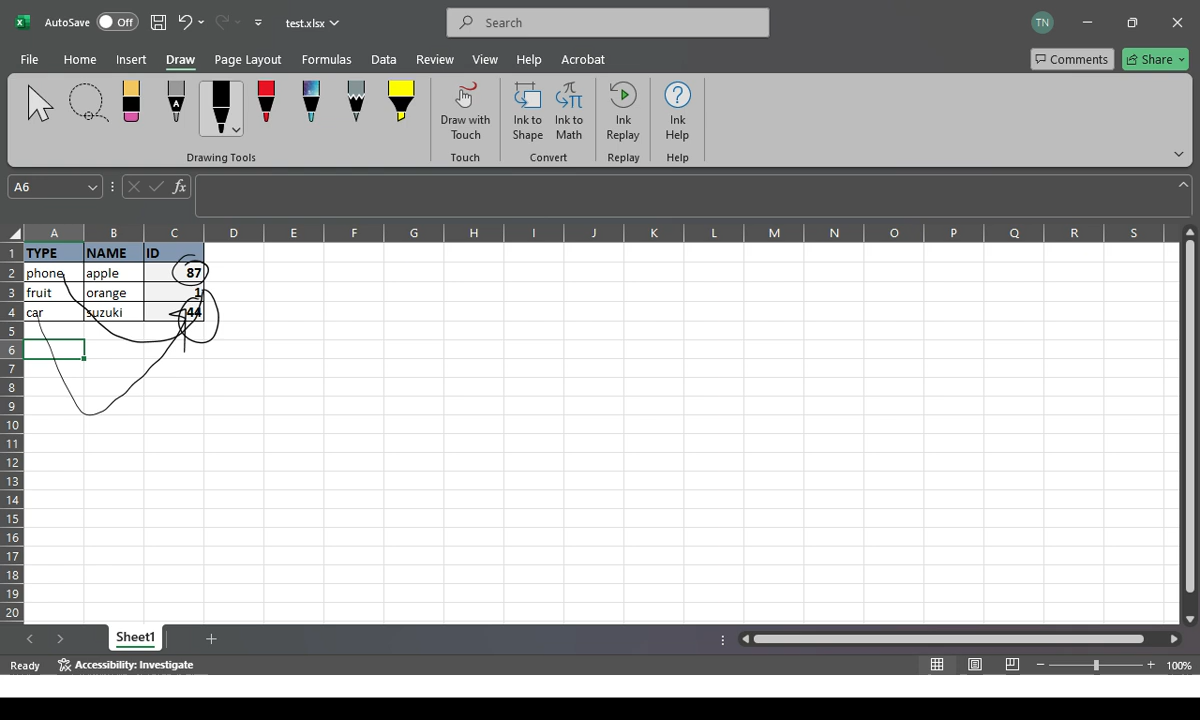 AutoSave Off test.xlsx Search TN
File Home Insert Draw Page Layout Formulas Data Review View Help Acrobat Comments Share
A
Draw with Touch
Ink to Shape
Ink to Math
Ink Replay
Ink Help
Drawing Tools Touch Convert Replay Help
A6 fx
A B C D E F G H I J K L M N O P Q R S
1 TYPE NAME ID
2 phone apple 87
3 fruit orange 1
4 car suzuki 44
5
6
7
8
9
10
11
12
13
14
15
16
17
18
19
20
Sheet1
Ready Accessibility: Investigate 100%